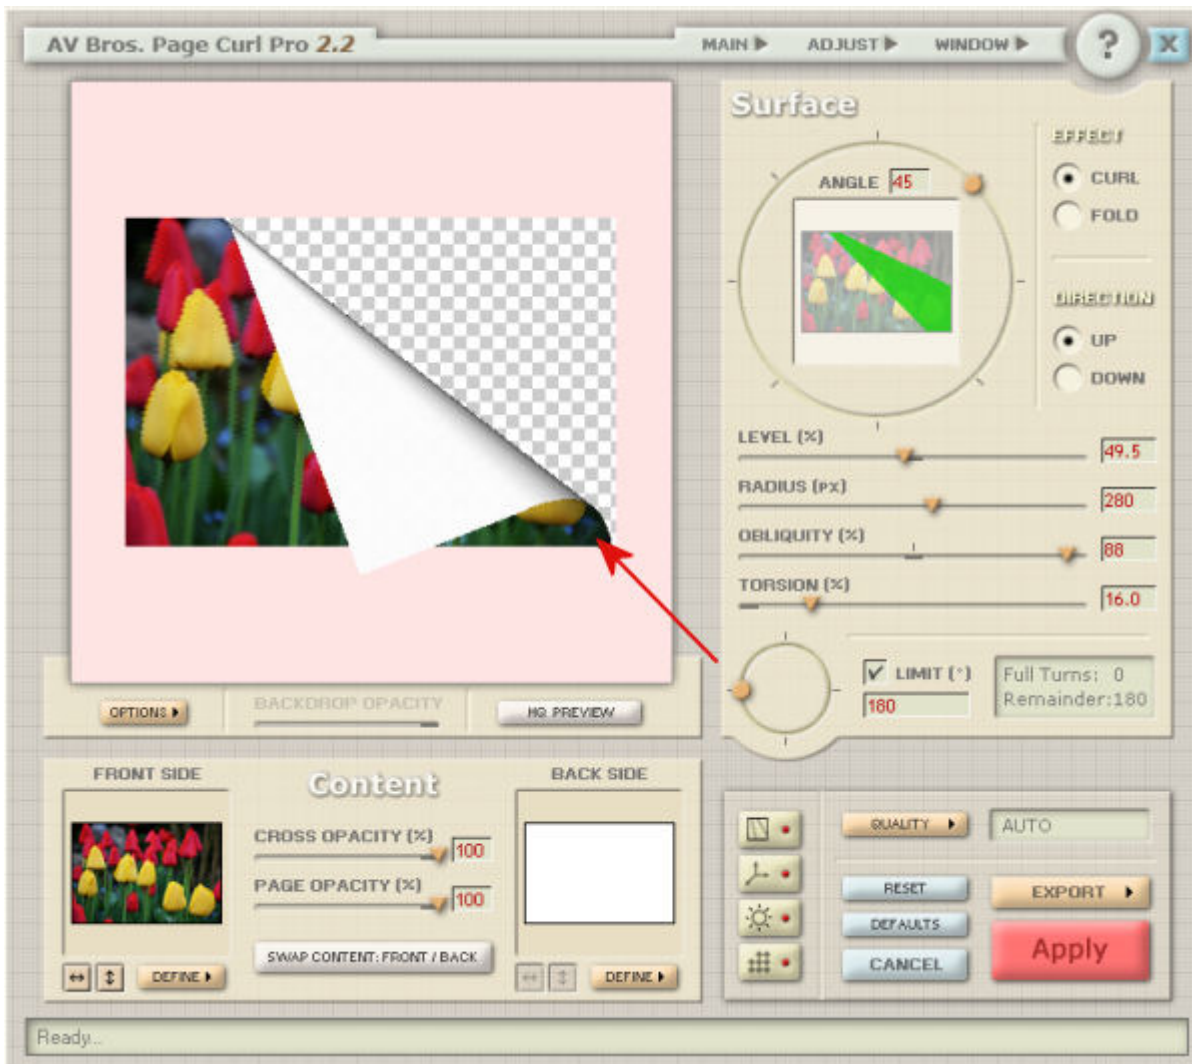 AV Bros. Page Curl Pro 2.2
MAIN
ADJUST
WINDOW
?
X
Surface
ANGLE 45
EFFECT
CURL
FOLD
DIRECTION
UP
DOWN
LEVEL (%)
49.5
RADIUS (PX)
280
OBLIQUITY (%)
88
TORSION (%)
16.0
LIMIT (°)
180
Full Turns: 0
Remainder:180
OPTIONS
BACKDROP OPACITY
HQ PREVIEW
FRONT SIDE
Content
BACK SIDE
CROSS OPACITY (%)
100
PAGE OPACITY (%)
100
SWAP CONTENT: FRONT / BACK
DEFINE
DEFINE
QUALITY
AUTO
RESET
DEFAULTS
CANCEL
EXPORT
Apply
Ready...